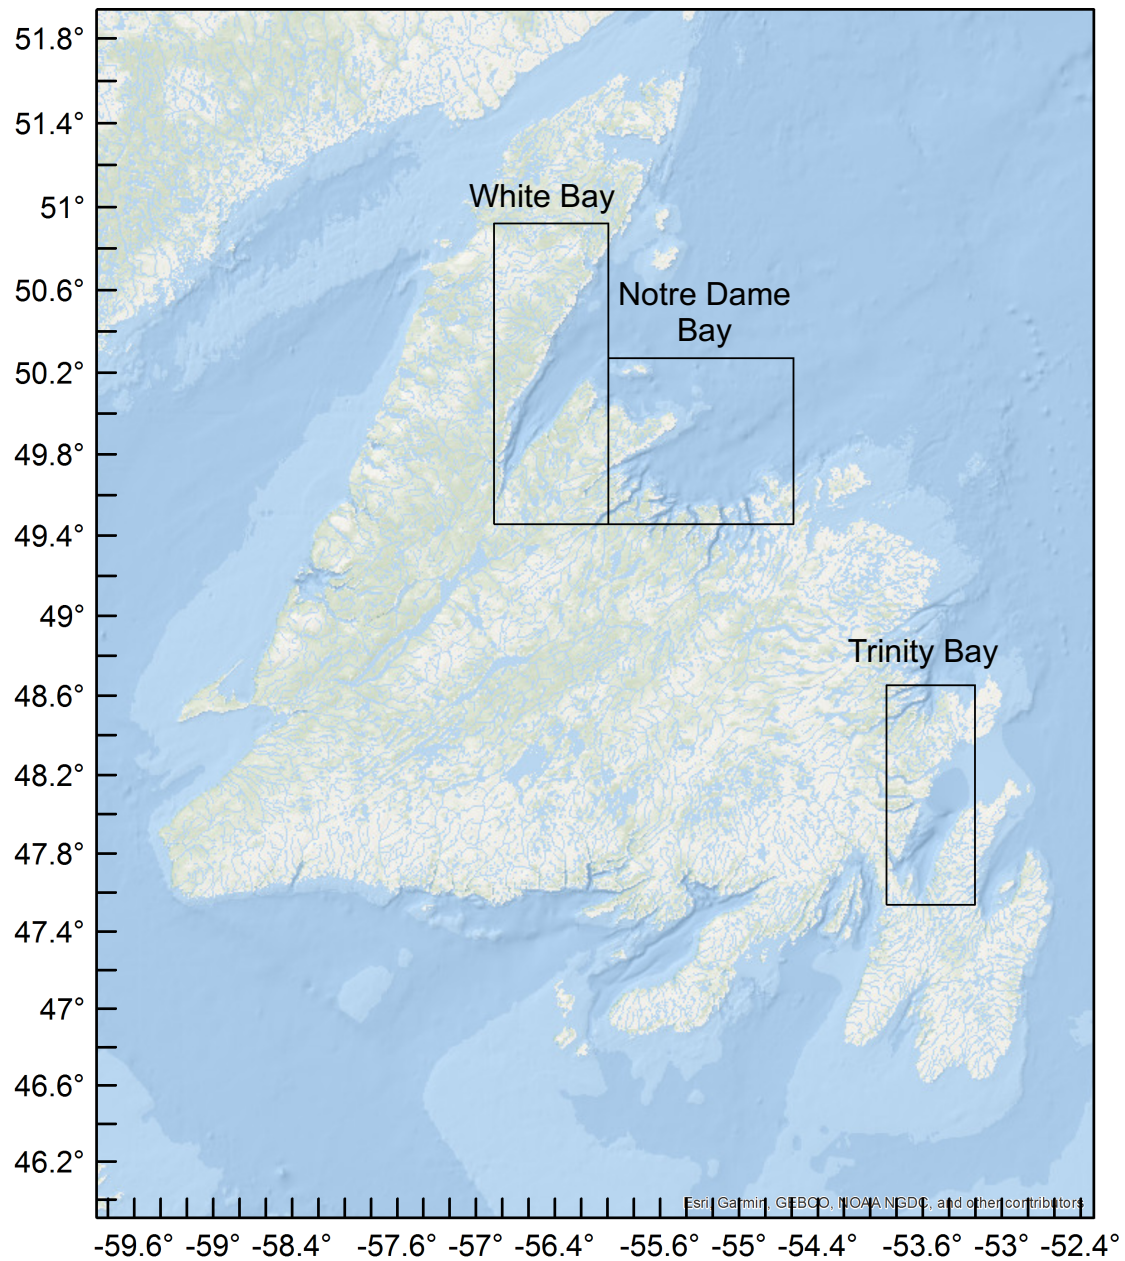 51.8°
51.4°
51°
50.6°
50.2°
49.8°
49.4°
49°
48.6°
48.2°
47.8°
47.4°
47°
46.6°
46.2°
White Bay
Notre Dame
Bay
Trinity Bay
Esri, Garmin, GEBCO, NOAA NGDC, and other contributors
-59.6° -59° -58.4° -57.6° -57° -56.4° -55.6° -55° -54.4° -53.6° -53° -52.4°